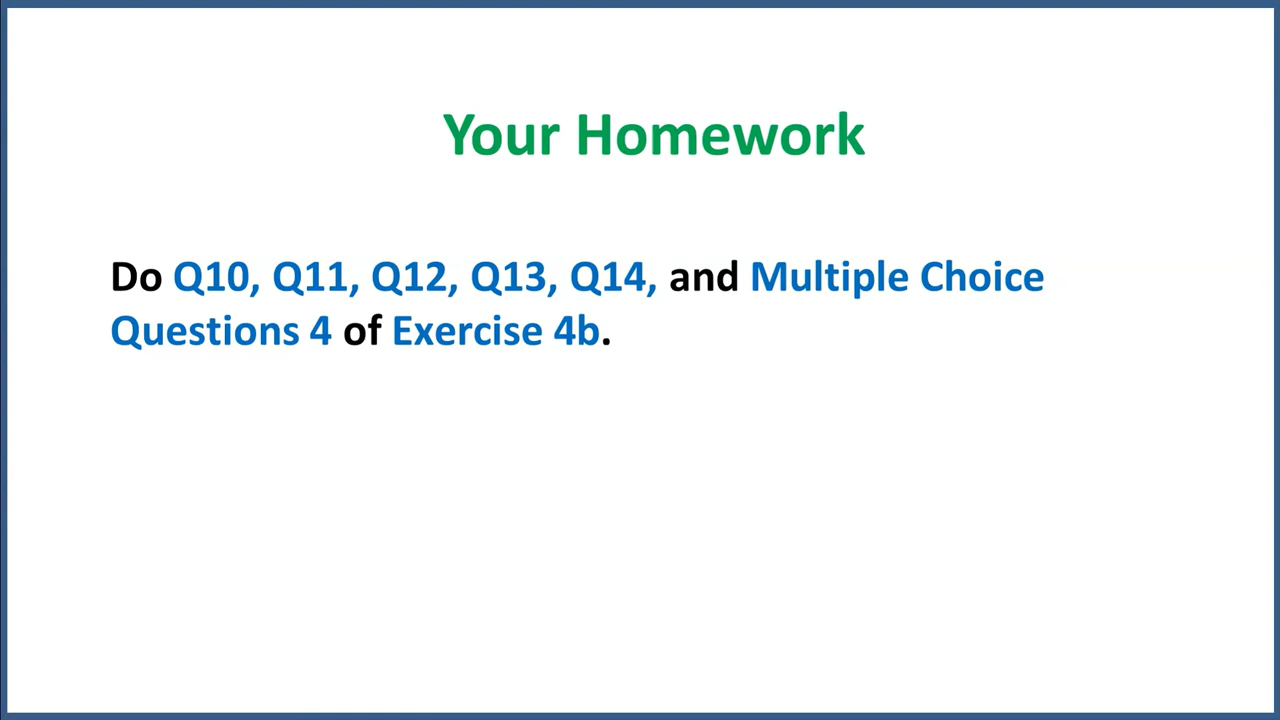 Your Homework
Do Q10, Q11, Q12, Q13, Q14, and Multiple Choice
Questions 4 of Exercise 4b.